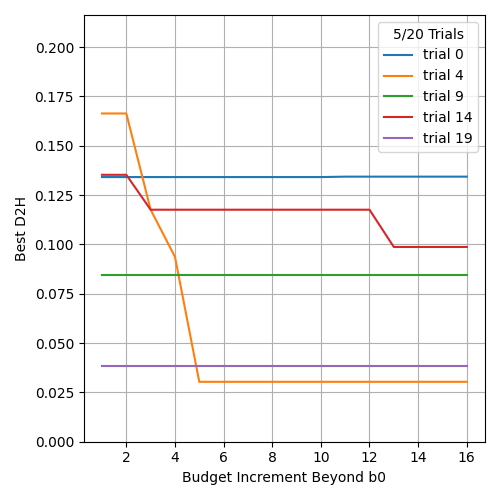 5/20 Trials
trial 0
trial 4
trial 9
trial 14
trial 19
0.200
0.175
0.150
0.125
0.100
0.075
0.050
0.025
0.000
Best D2H
2 4 6 8 10 12 14 16
Budget Increment Beyond b0